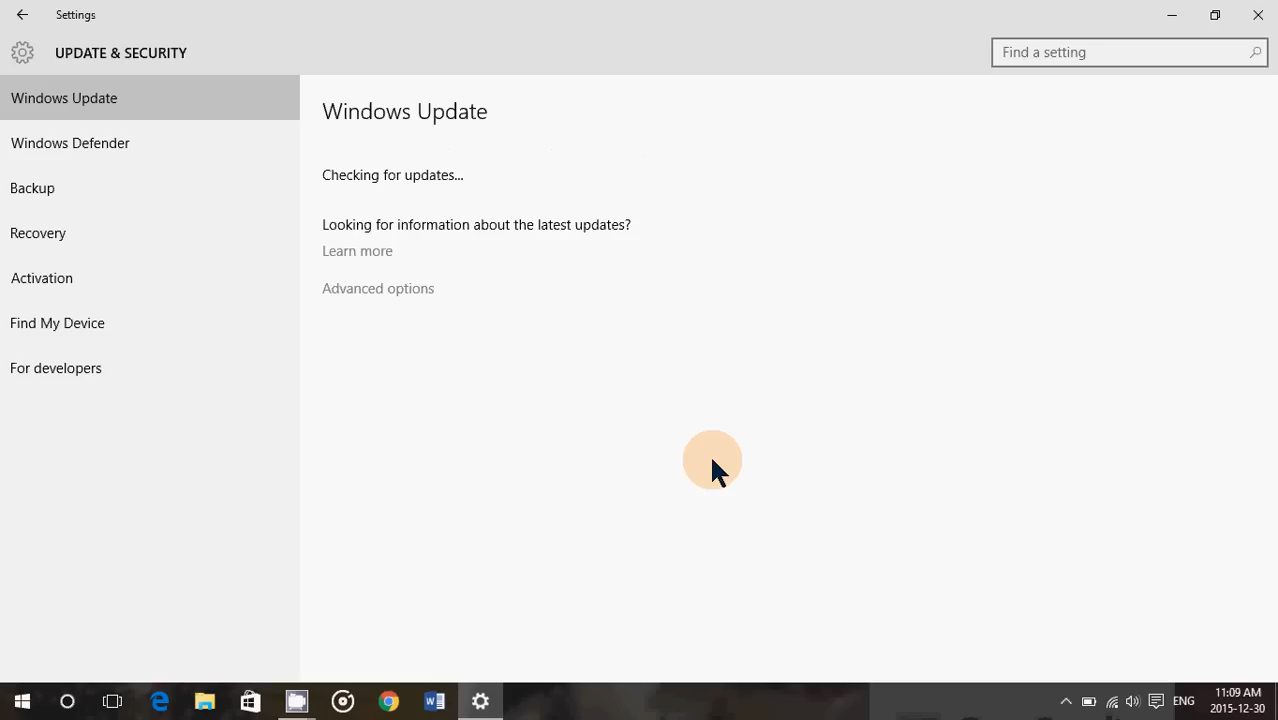 Settings
UPDATE & SECURITY
Find a setting
Windows Update
Windows Defender
Backup
Recovery
Activation
Find My Device
For developers
Windows Update
Checking for updates...
Looking for information about the latest updates?
Learn more
Advanced options
ENG
11:09 AM
2015-12-30